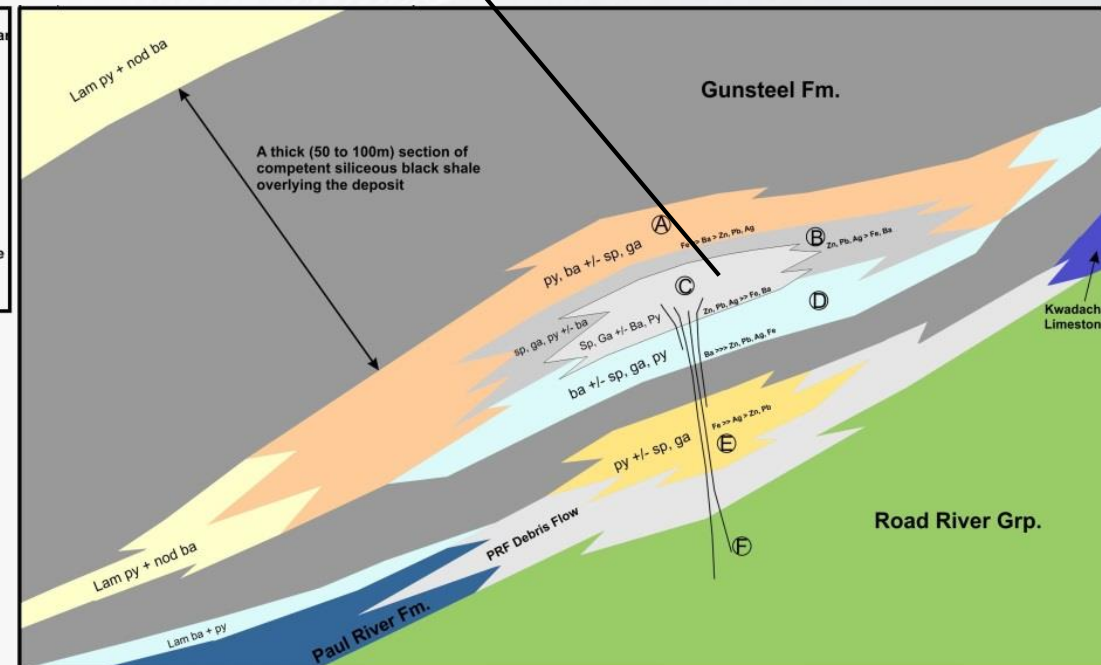 Lam py + nod ba
Gunsteel Fm.
A thick (50 to 100m) section of
competent siliceous black shale
overlying the deposit
A
Fe >> Ba > Zn, Pb, Ag
B
Zn, Pb, Ag > Fe, Ba
py, ba +/- sp, ga
C
D
Kwadach
Limeston
Zn, Pb, Ag >> Fe, Ba
sp, ga, py +/- ba
Sp, Ga +/- Ba, Py
Ba >>> Zn, Pb, Ag, Fe
ba +/- sp, ga, py
Fe >> Ag > Zn, Pb
E
py +/- sp, ga
Road River Grp.
PRF Debris Flow
F
Lam py + nod ba
Lam ba + py
Paul River Fm.